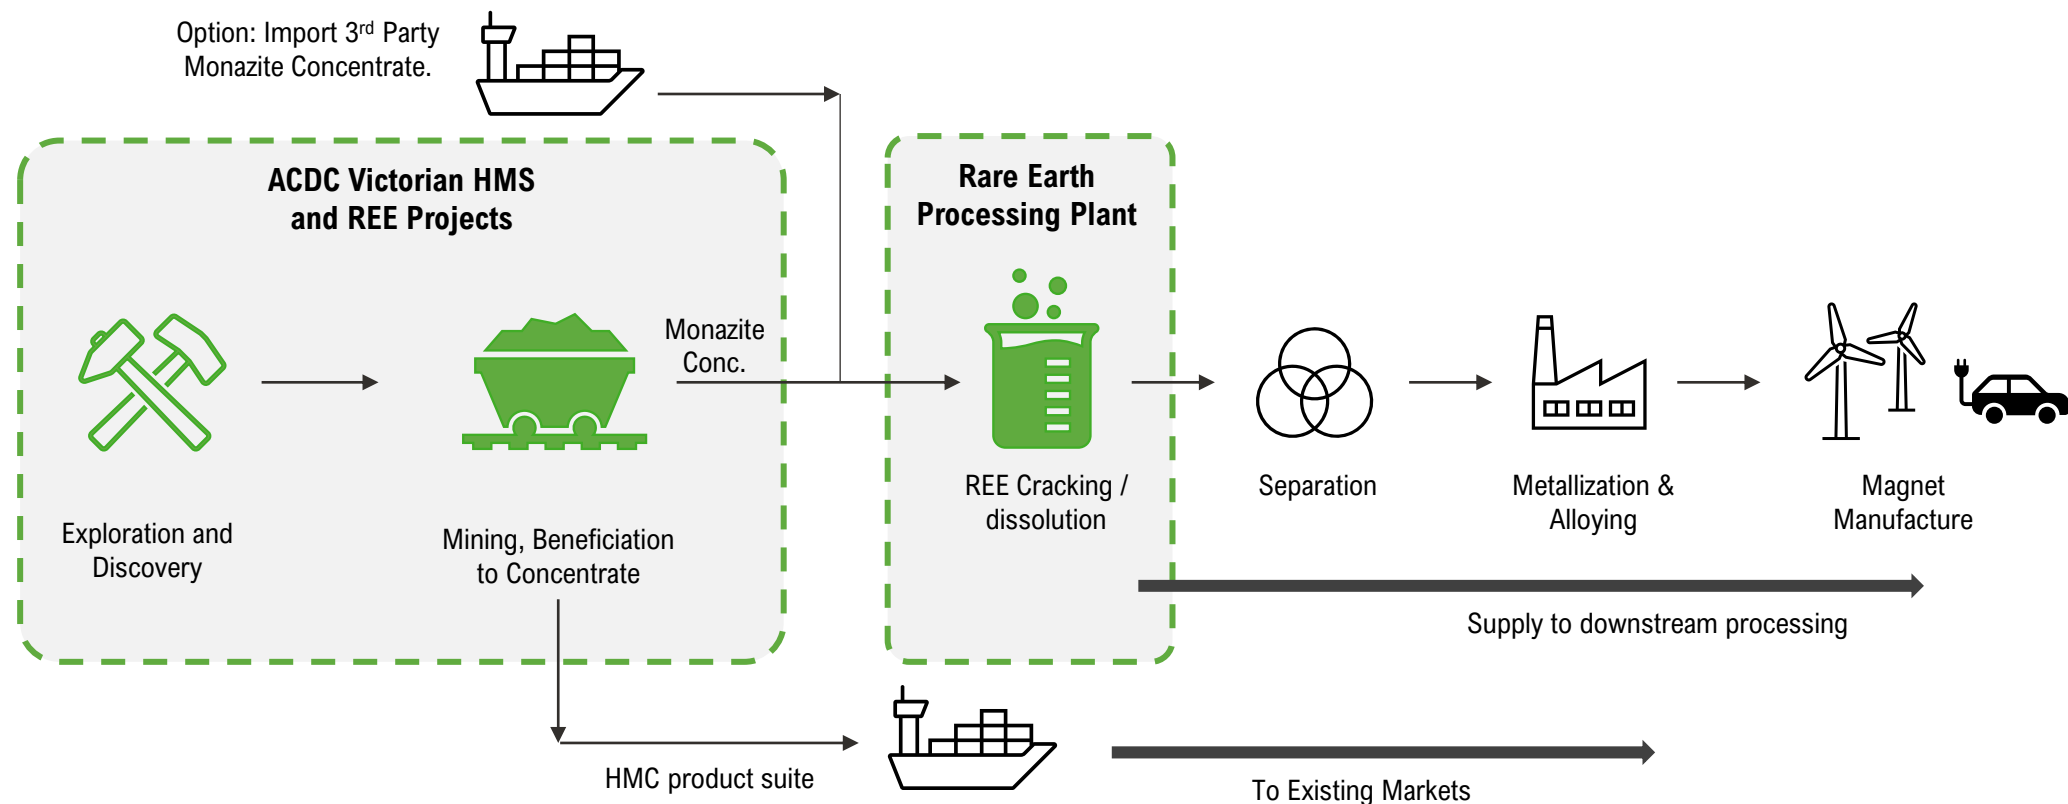 Option: Import 3rd Party
Monazite Concentrate.
ACDC Victorian HMS
and REE Projects
Rare Earth
Processing Plant
Monazite
Conc.
Exploration and
Discovery
Mining, Beneficiation
to Concentrate
REE Cracking /
dissolution
Separation
Metallization &
Alloying
Magnet
Manufacture
Supply to downstream processing
HMC product suite
To Existing Markets